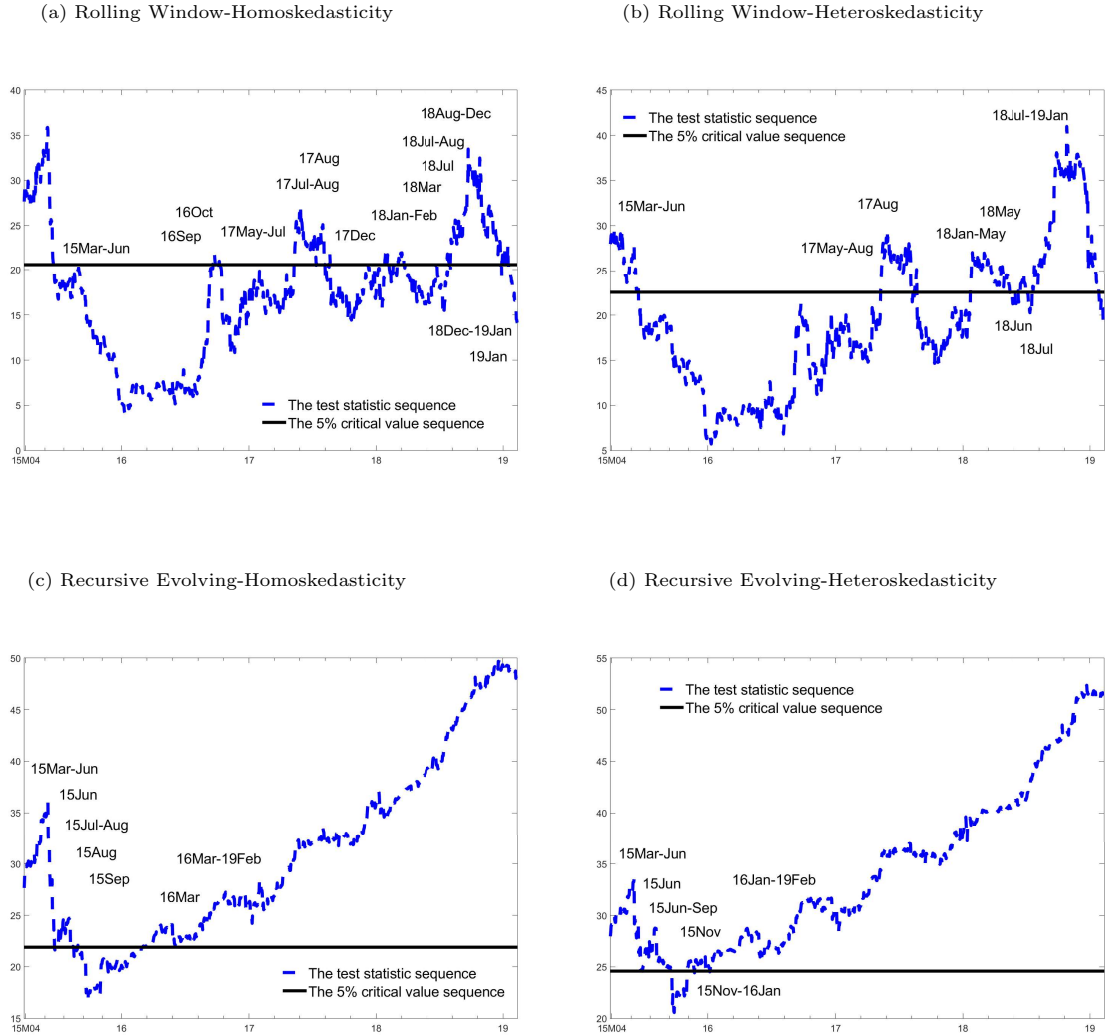 (a) Rolling Window-Homoskedasticity
(b) Rolling Window-Heteroskedasticity
40
35
30
25
20
15
10
5
0
15M04
16
17
18
19
18Aug-Dec
18Jul-Aug
17Aug
18Jul
17Jul-Aug
18Mar
16Oct
18Jan-Feb
16Sep
17May-Jul
17Dec
15Mar-Jun
18Dec-19Jan
19Jan
The test statistic sequence
The 5% critical value sequence
45
40
35
30
25
20
15
10
5
15M04
16
17
18
19
The test statistic sequence
The 5% critical value sequence
18Jul-19Jan
15Mar-Jun
17Aug
18May
18Jan-May
17May-Aug
18Jun
18Jul
(c) Recursive Evolving-Homoskedasticity
(d) Recursive Evolving-Heteroskedasticity
50
45
40
35
30
25
20
15
15M04
16
17
18
19
15Mar-Jun
15Jun
15Jul-Aug
15Aug
16Mar-19Feb
15Sep
16Mar
The test statistic sequence
The 5% critical value sequence
55
50
45
40
35
30
25
20
15M04
16
17
18
19
The test statistic sequence
The 5% critical value sequence
15Mar-Jun
15Jun
16Jan-19Feb
15Jun-Sep
15Nov
15Nov-16Jan